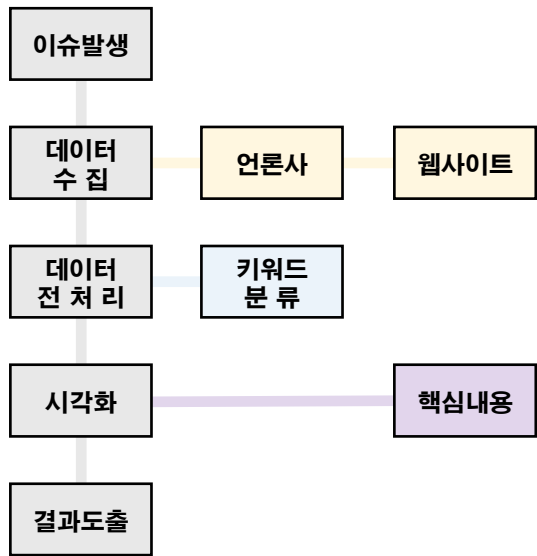 이슈발생
데이터
수 집
언론사
웹사이트
데이터
전 처 리
키워드
분 류
시각화
핵심내용
결과도출